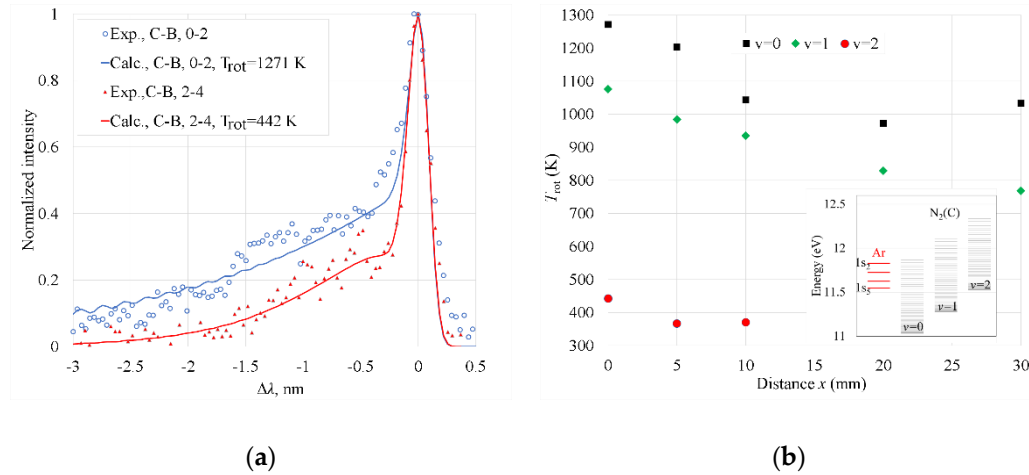 Exp., C-B, 0-2
Calc., C-B, 0-2, Trot=1271 K
Exp.,C-B, 2-4
Calc., C-B, 2-4, Trot=442 K
Normalized intensity
1
0.8
0.6
0.4
0.2
0
-3 -2.5 -2 -1.5 -1 -0.5 0 0.5
Δλ, nm
(a)
v=0 v=1 v=2
Trot (K)
1300
1200
1100
1000
900
800
700
600
500
400
300
0 5 10 15 20 25 30
Distance x (mm)
N2(C)
Energy (eV)
12.5
12
11.5
11
Ar
1s2
1s5
v=0
v=1
v=2
(b)